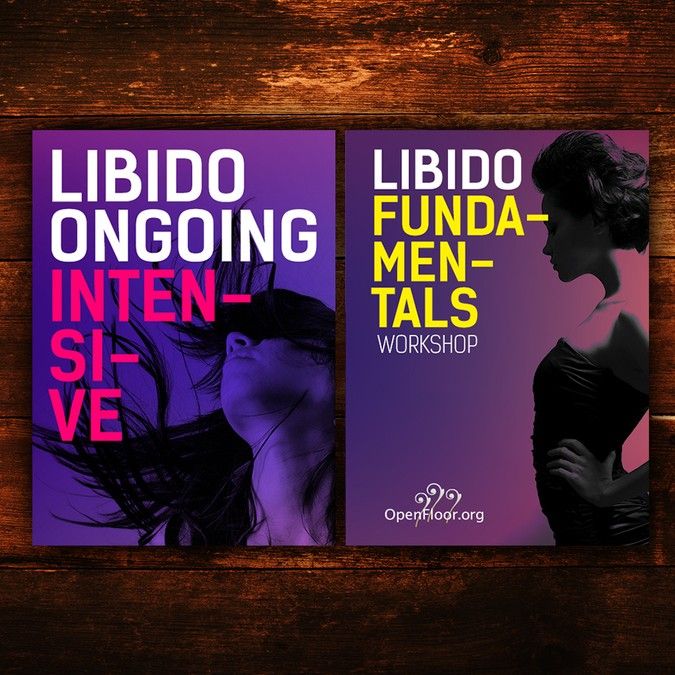 LIBIDO
ONGOING
INTEN–
SI–
VE
LIBIDO
FUNDA–
MEN–
TALS
WORKSHOP
OpenFloor.org